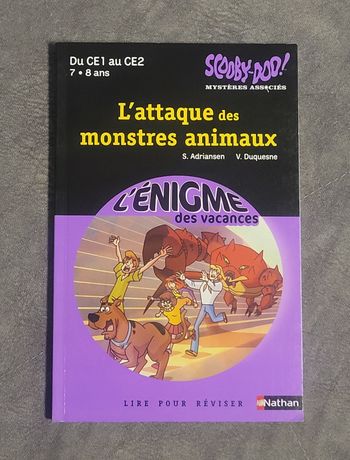 Du CE1 au CE2
7 • 8 ans
SCOOBY-DOO!
MYSTÈRES ASSOCIÉS
L'attaque des
monstres animaux
S. Adriansen V. Duquesne
L'ÉNIGME
des vacances
LIRE POUR RÉVISER
Nathan